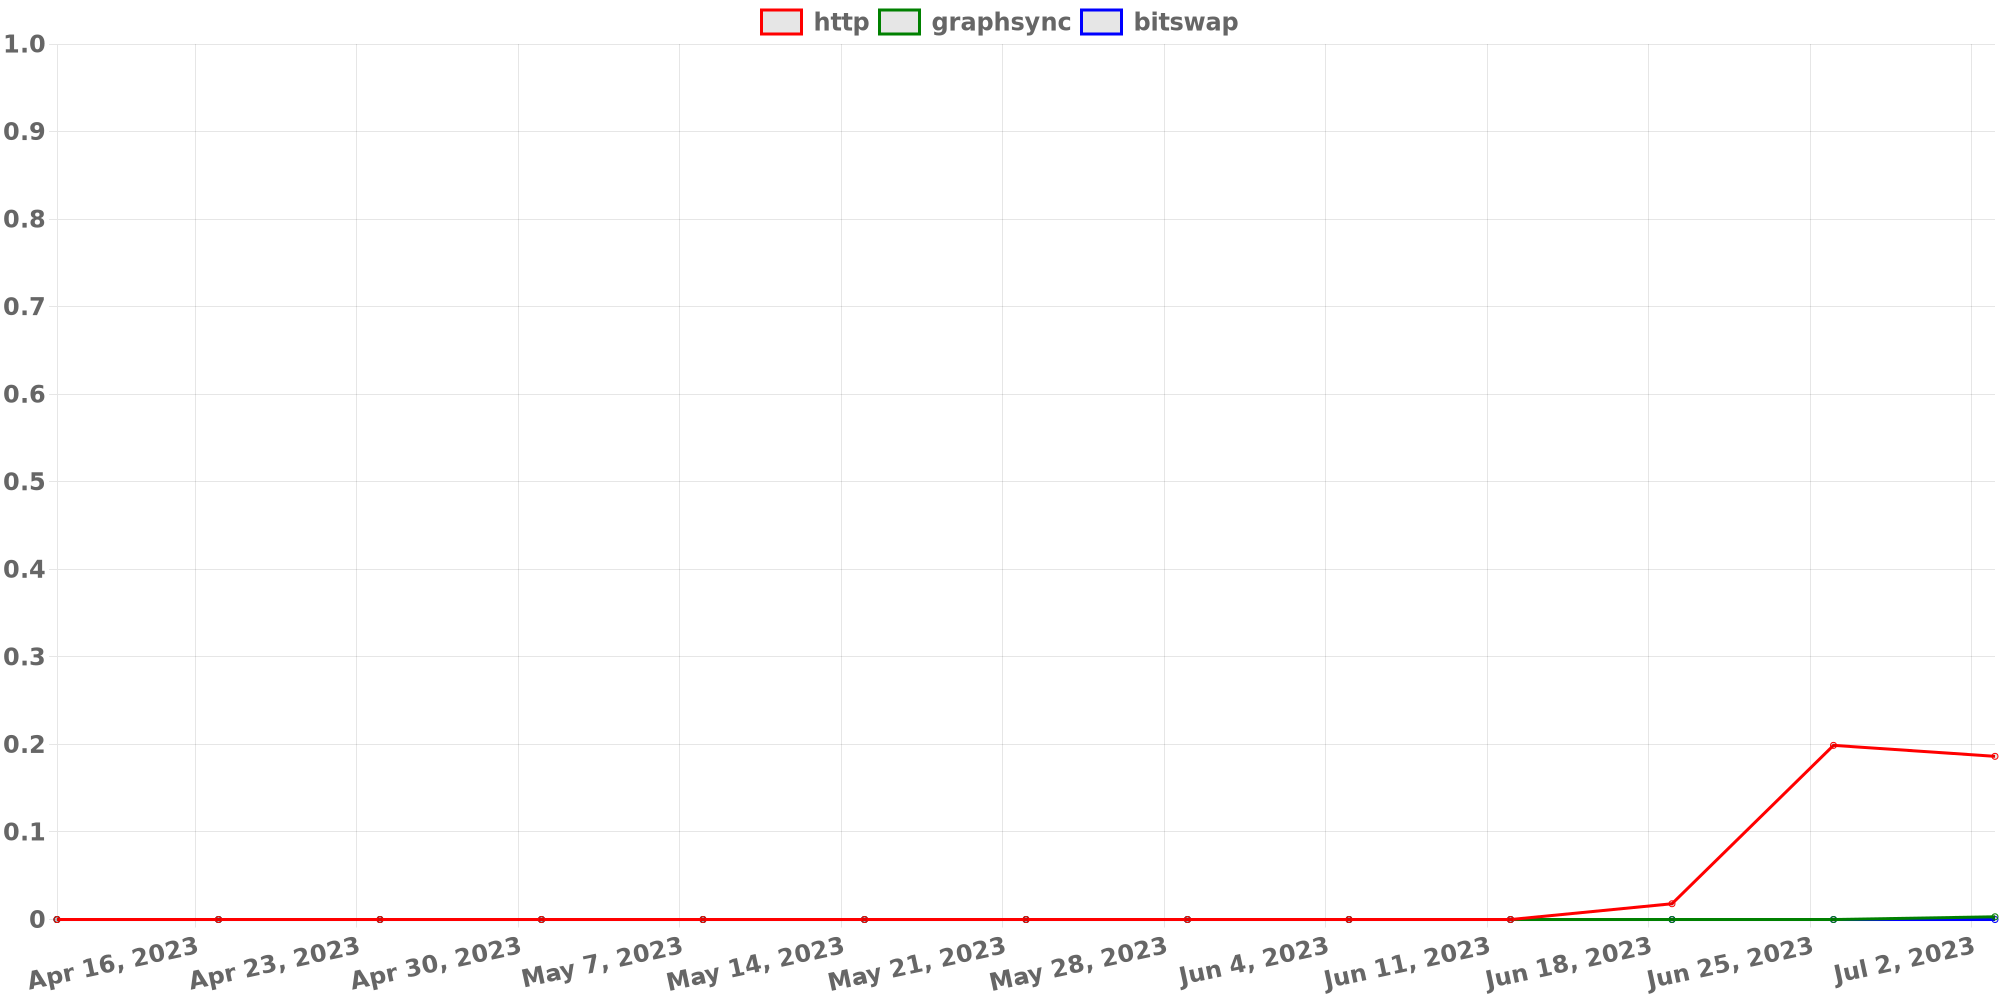 http graphsync bitswap
1.0
0.9
0.8
0.7
0.6
0.5
0.4
0.3
0.2
0.1
0
Apr 16, 2023
Apr 23, 2023
Apr 30, 2023
May 7, 2023
May 14, 2023
May 21, 2023
May 28, 2023
Jun 4, 2023
Jun 11, 2023
Jun 18, 2023
Jun 25, 2023
Jul 2, 2023